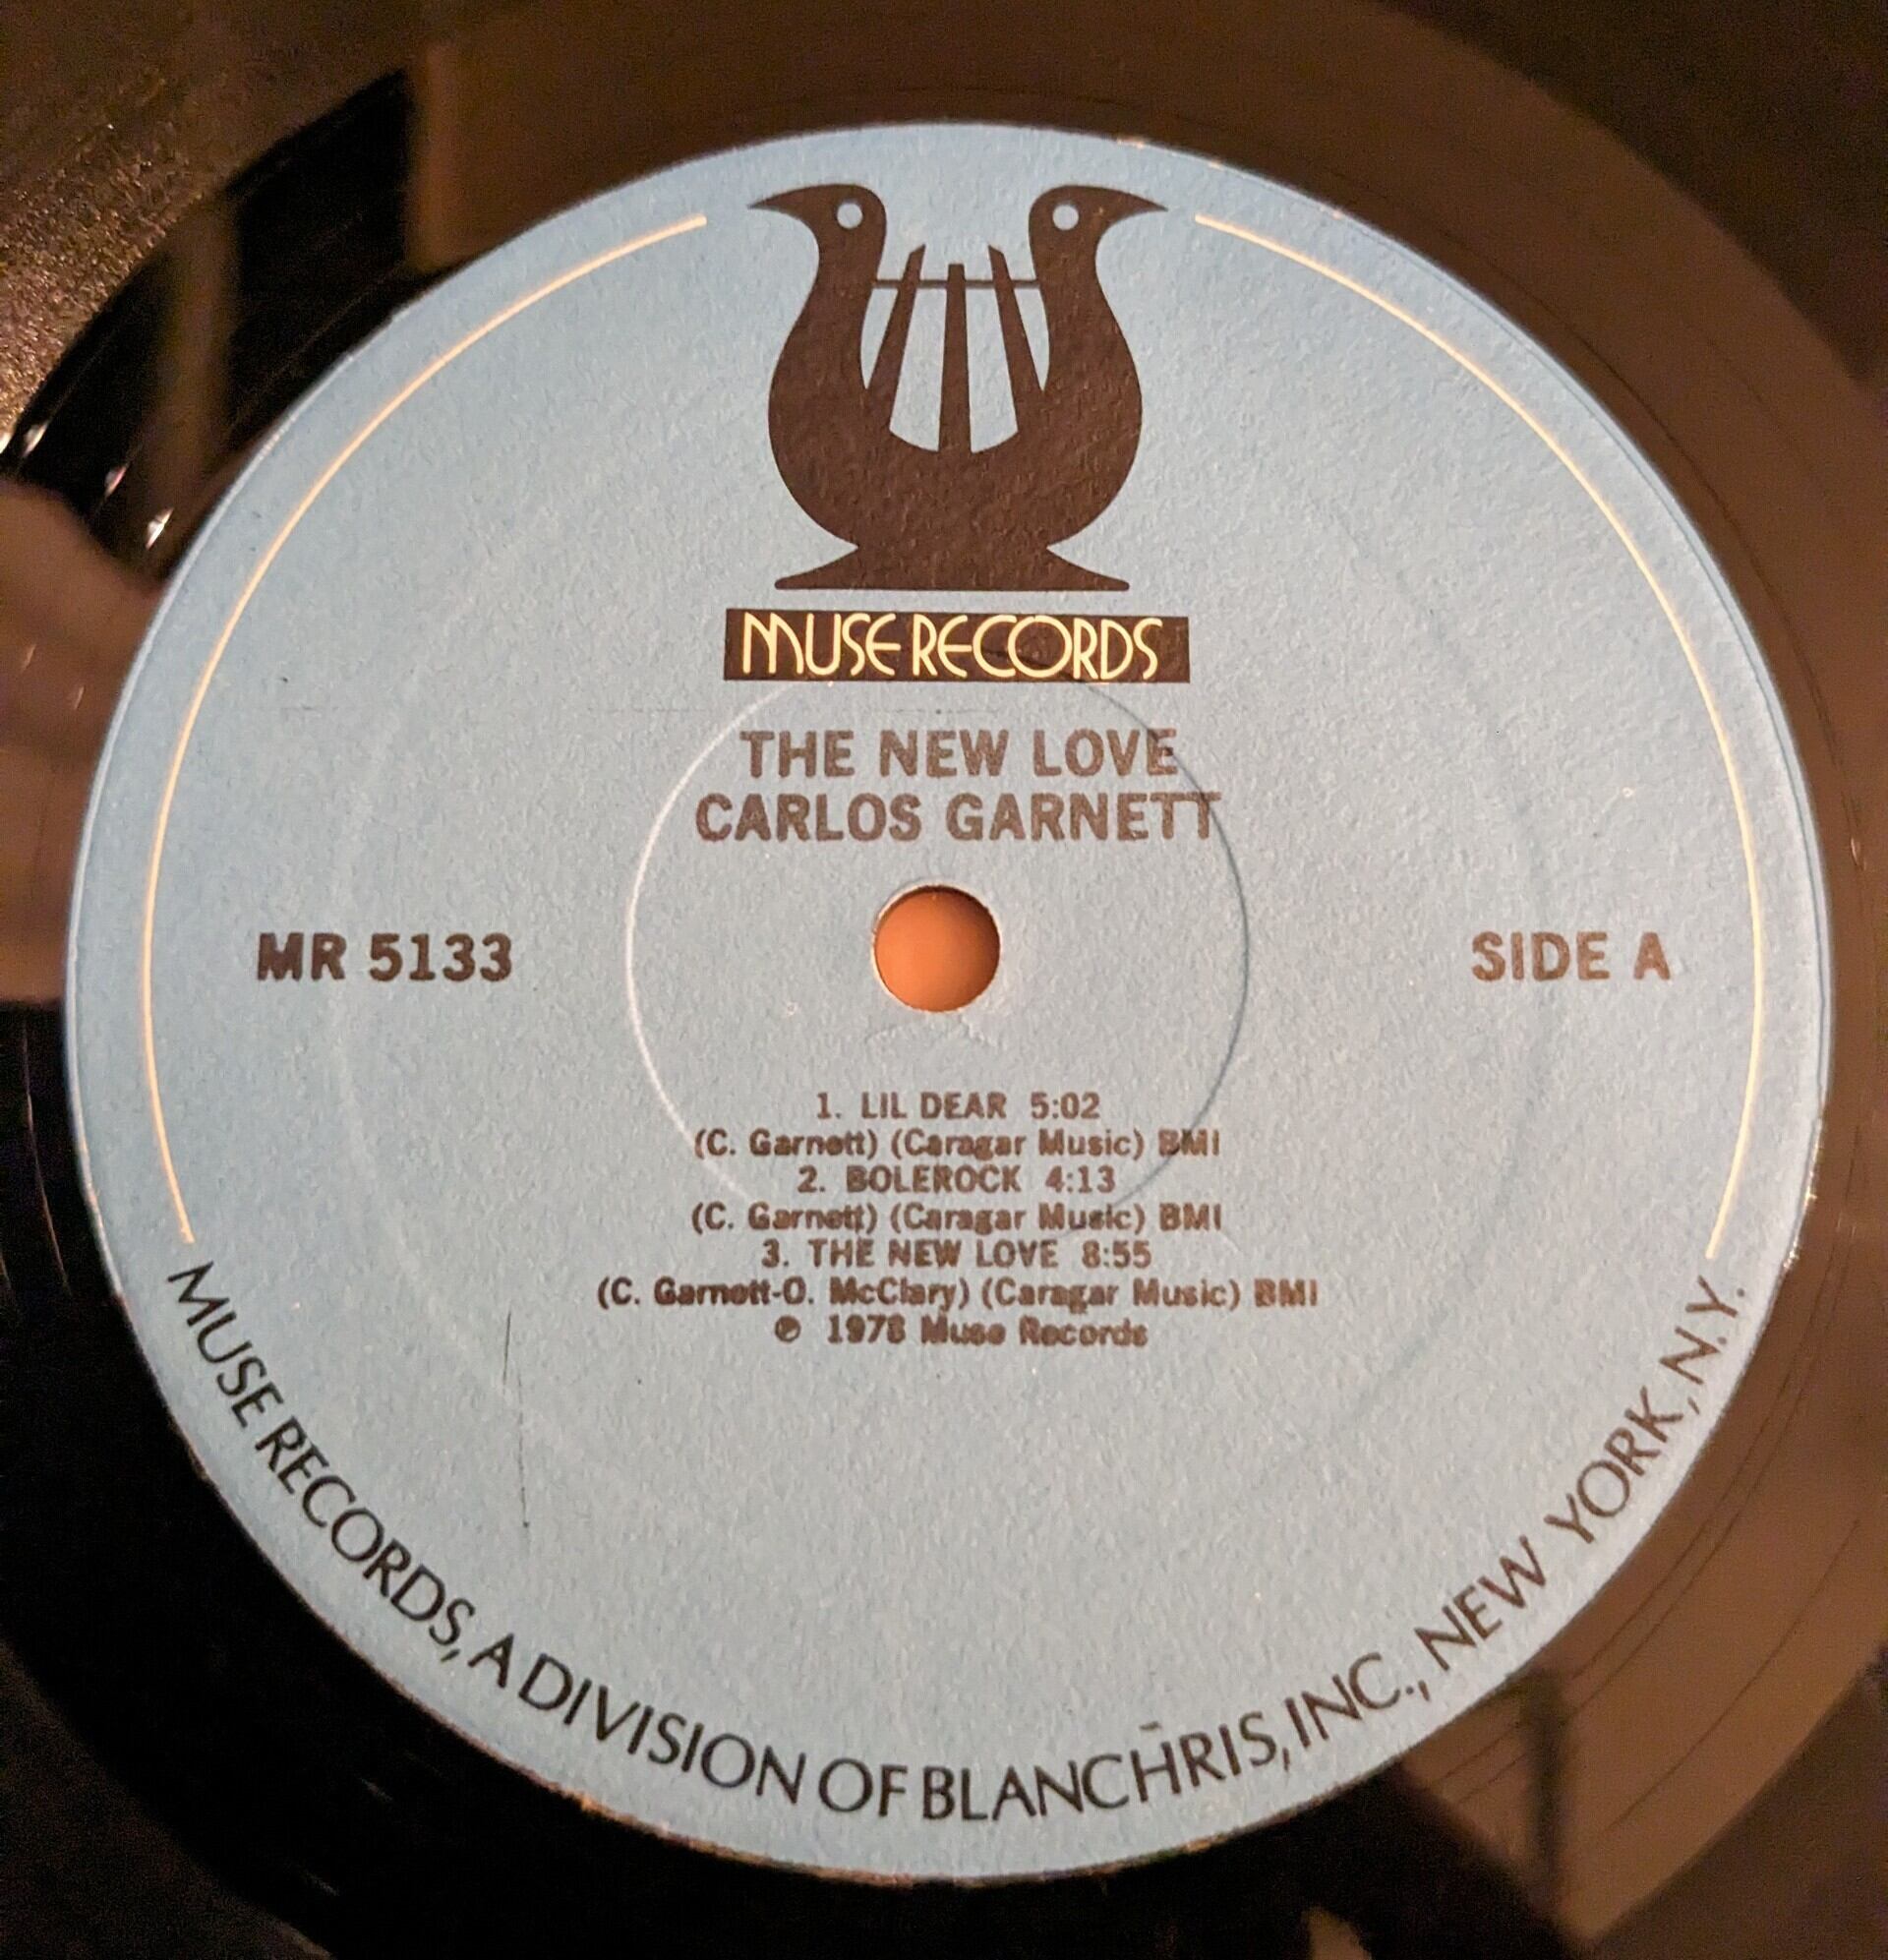 MUSE RECORDS
THE NEW LOVE
CARLOS GARNETT
MR 5133
SIDE A
1. LIL DEAR 5:02
(C. Garnett) (Caragar Music) BMI
2. BOLEROCK 4:13
(C. Garnett) (Caragar Music) BMI
3. THE NEW LOVE 8:55
(C. Garnett-O. McClary) (Caragar Music) BMI
℗ 1978 Muse Records
MUSE RECORDS, A DIVISION OF BLANCHRIS, INC., NEW YORK, N.Y.